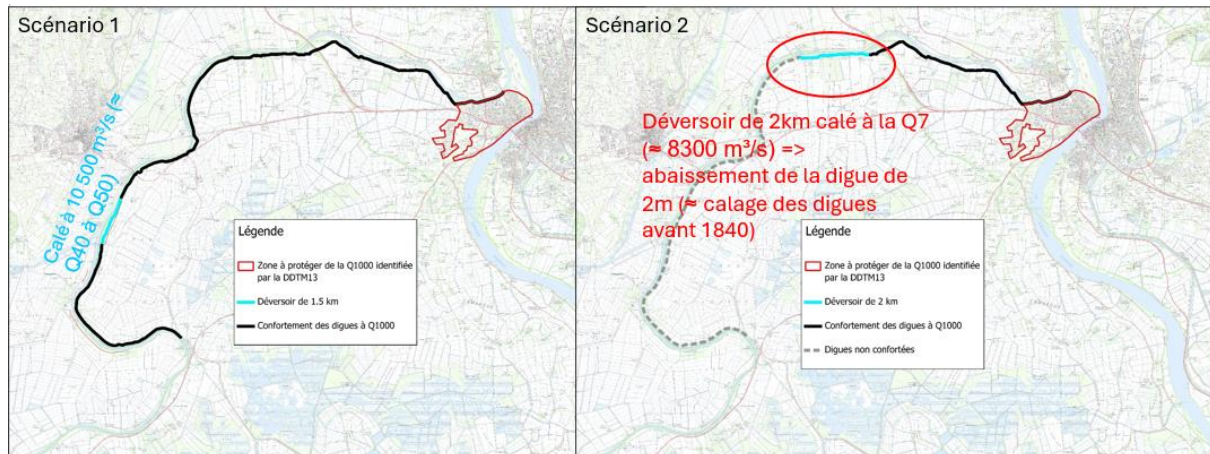 Scénario 1
Calé à 10 500 m³/s (≈
Q40 à Q50)
Légende
Zone à protéger de la Q1000 identifiée
par la DDTM13
Déversoir de 1.5 km
Confortement des digues à Q1000
Scénario 2
Déversoir de 2km calé à la Q7
(≈ 8300 m³/s) =>
abaissement de la digue de
2m (≈ calage des digues
avant 1840)
Légende
Zone à protéger de la Q1000 identifiée
par la DDTM13
Déversoir de 2 km
Confortement des digues à Q1000
Digues non confortées